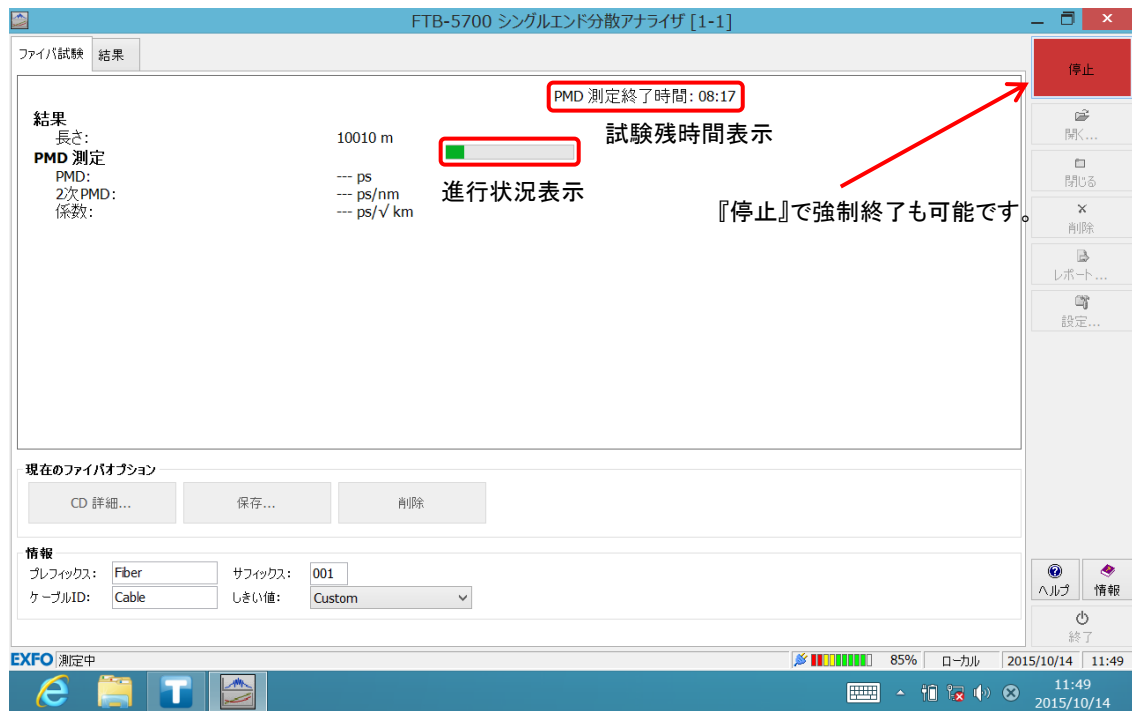 FTB-5700 シングルエンド分散アナライザ [1-1]
ファイバ試験 結果
停止
PMD 測定終了時間: 08:17
試験残時間表示
結果
長さ: 10010 m
PMD 測定
PMD: --- ps
2次 PMD: --- ps/nm
係数: --- ps/√ km
進行状況表示
『停止』で強制終了も可能です。
開く...
閉じる
削除
レポート...
設定...
現在のファイバオプション
CD 詳細... 保存... 削除
情報
プレフィックス: Fiber サフィックス: 001
ケーブルID: Cable しきい値: Custom
ヘルプ 情報
終了
EXFO 測定中 85% ローカル 2015/10/14 11:49
11:49
2015/10/14